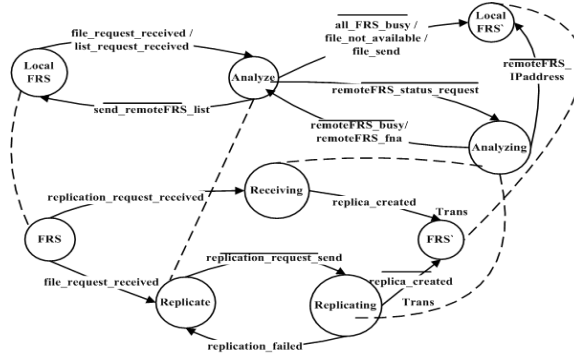 file_request_received /
list_request_received
all_FRS_busy /
file_not_available /
file_send
Local
FRS`
Local
FRS
Analyze
remoteFRS_
IPaddress
remoteFRS_status_request
send_remoteFRS_list
remoteFRS_busy/
remoteFRS_fna
Analyzing
replication_request_received
Receiving
replica_created
Trans
FRS
FRS`
replication_request_send
file_request_received
replica_created
Replicate
Replicating
Trans
replication_failed